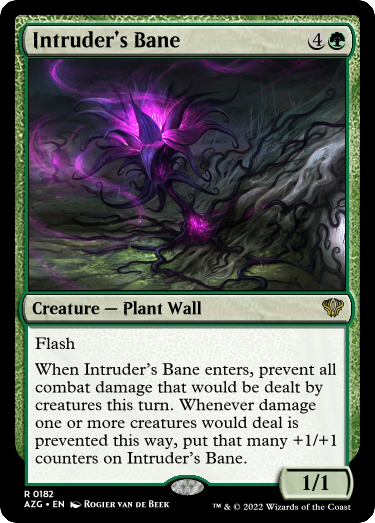 Intruder's Bane 4
Creature — Plant Wall
Flash
When Intruder's Bane enters, prevent all
combat damage that would be dealt by
creatures this turn. Whenever damage
one or more creatures would deal is
prevented this way, put that many +1/+1
counters on Intruder's Bane.
1/1
R 0182
AZG • EN Rogier van de Beek
™ & © 2022 Wizards of the Coast